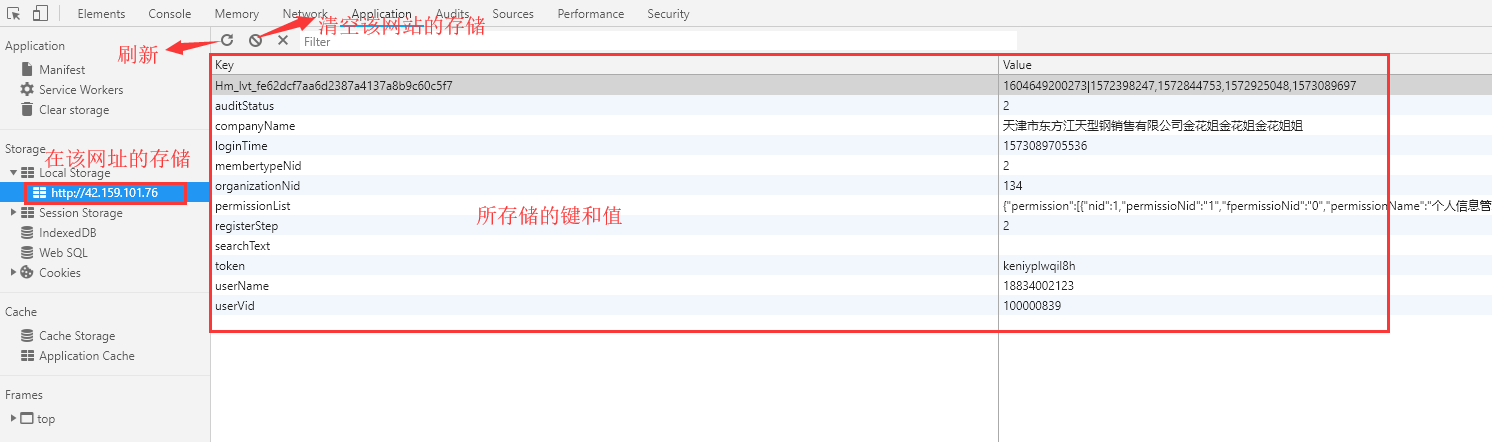 Elements Console Memory Network Application Audits Sources Performance Security
清空该网站的存储
刷新
Filter
Application
Manifest
Service Workers
Clear storage
Storage
在该网址的存储
Local Storage
http://42.159.101.76
Session Storage
IndexedDB
Web SQL
Cookies
Cache
Cache Storage
Application Cache
Frames
top
Key Value
Hm_lvt_fe62dcf7aa6d2387a4137a8b9c60c5f7 1604649200273|1572398247,1572844753,1572925048,1573089697
auditStatus 2
companyName 天津市东方江天型钢销售有限公司金花姐金花姐金花姐姐
loginTime 1573089705536
membertypeNid 2
organizationNid 134
permissionList {"permission":[{"nid":1,"permissioNid":"1","fpermissioNid":"0","permissionName":"个人信息管
所存储的键和值
registerStep 2
searchText
token keniyplwqil8h
userName 18834002123
userVid 100000839